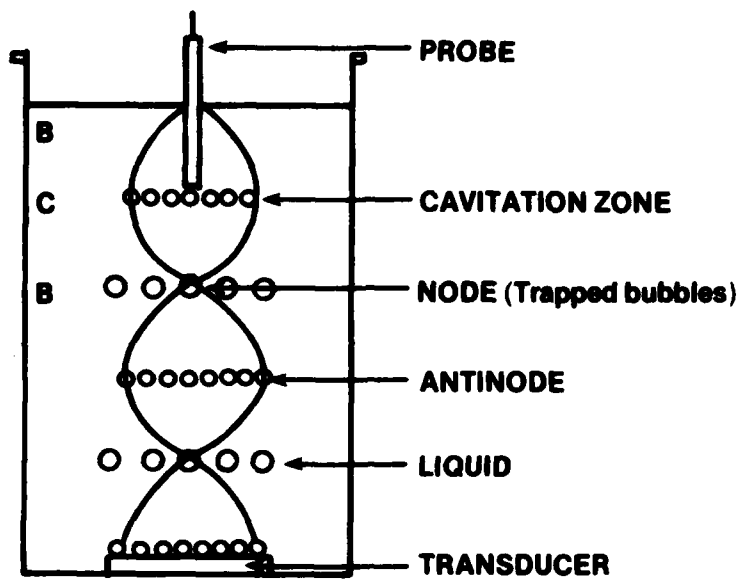 PROBE
B
C
CAVITATION ZONE
B
NODE (Trapped bubbles)
ANTINODE
LIQUID
TRANSDUCER